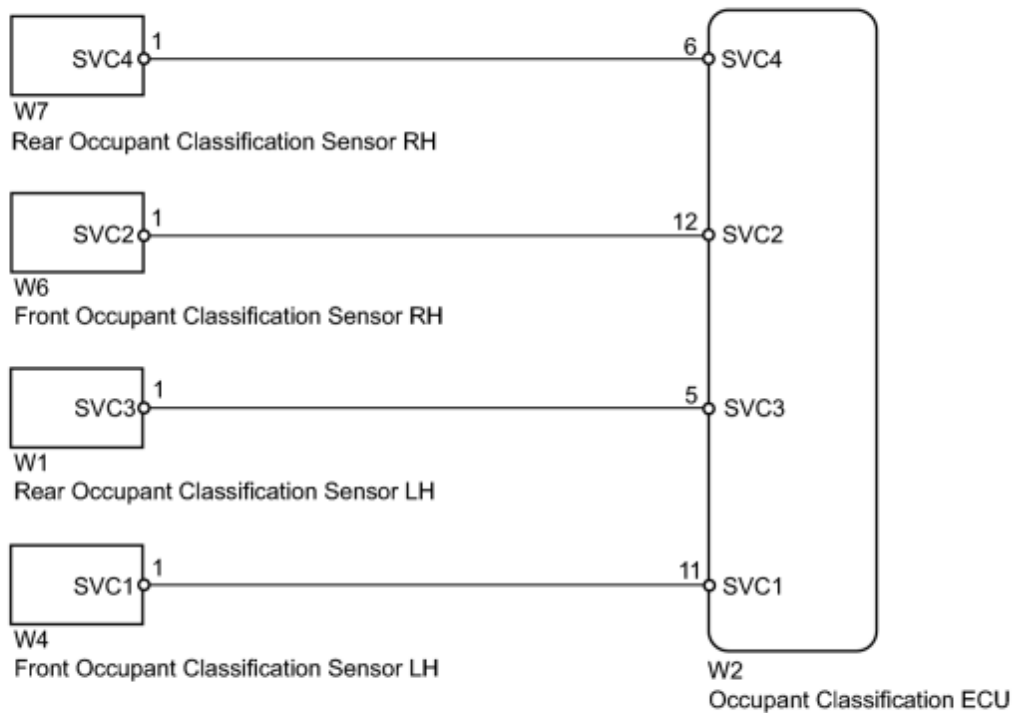 SVC4 1 6 SVC4
W7
Rear Occupant Classification Sensor RH
SVC2 1 12 SVC2
W6
Front Occupant Classification Sensor RH
SVC3 1 5 SVC3
W1
Rear Occupant Classification Sensor LH
SVC1 1 11 SVC1
W4
Front Occupant Classification Sensor LH
W2
Occupant Classification ECU